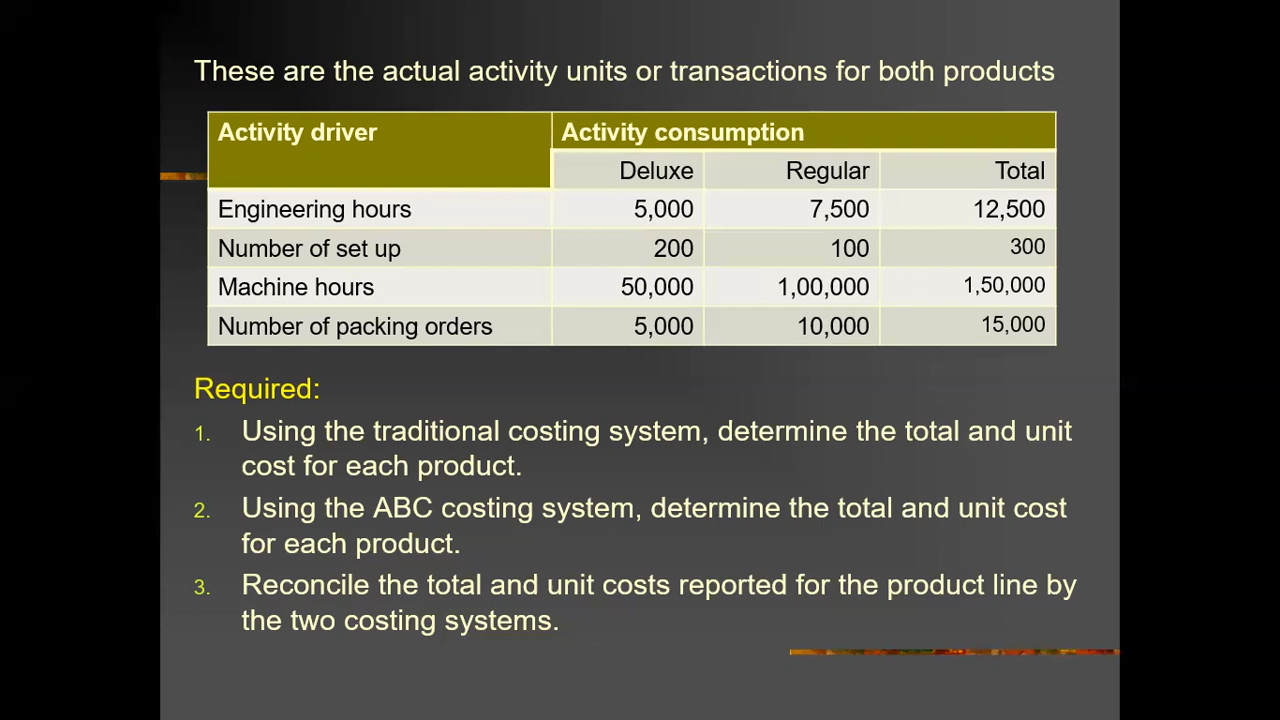 These are the actual activity units or transactions for both products
Activity driver Activity consumption
Deluxe Regular Total
Engineering hours 5,000 7,500 12,500
Number of set up 200 100 300
Machine hours 50,000 1,00,000 1,50,000
Number of packing orders 5,000 10,000 15,000
Required:
1. Using the traditional costing system, determine the total and unit
cost for each product.
2. Using the ABC costing system, determine the total and unit cost
for each product.
3. Reconcile the total and unit costs reported for the product line by
the two costing systems.